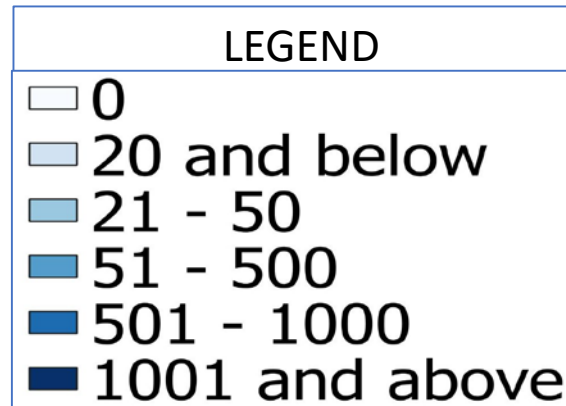 LEGEND
0
20 and below
21 - 50
51 - 500
501 - 1000
1001 and above